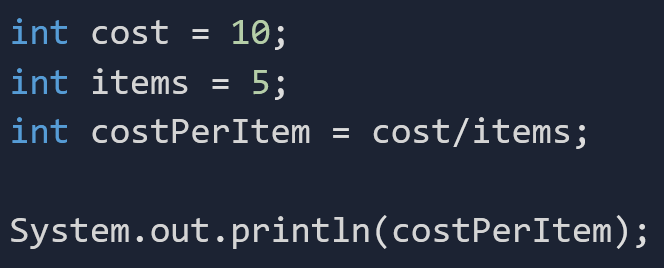 int cost = 10;
int items = 5;
int costPerItem = cost/items;
System.out.println(costPerItem);